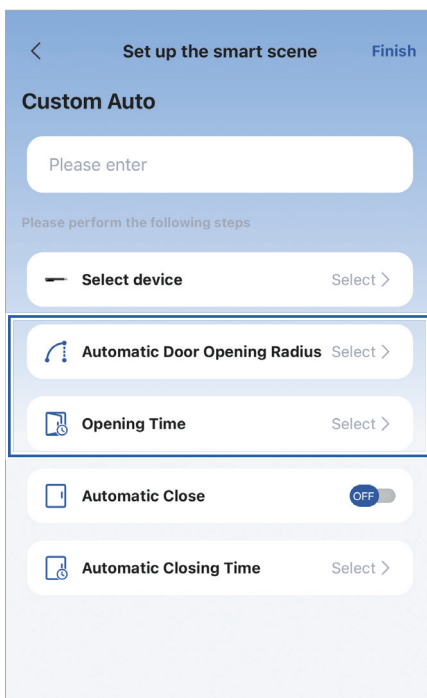 Set up the smart scene Finish
Custom Auto
Please enter
Please perform the following steps
Select device Select
Automatic Door Opening Radius Select
Opening Time Select
Automatic Close OFF
Automatic Closing Time Select